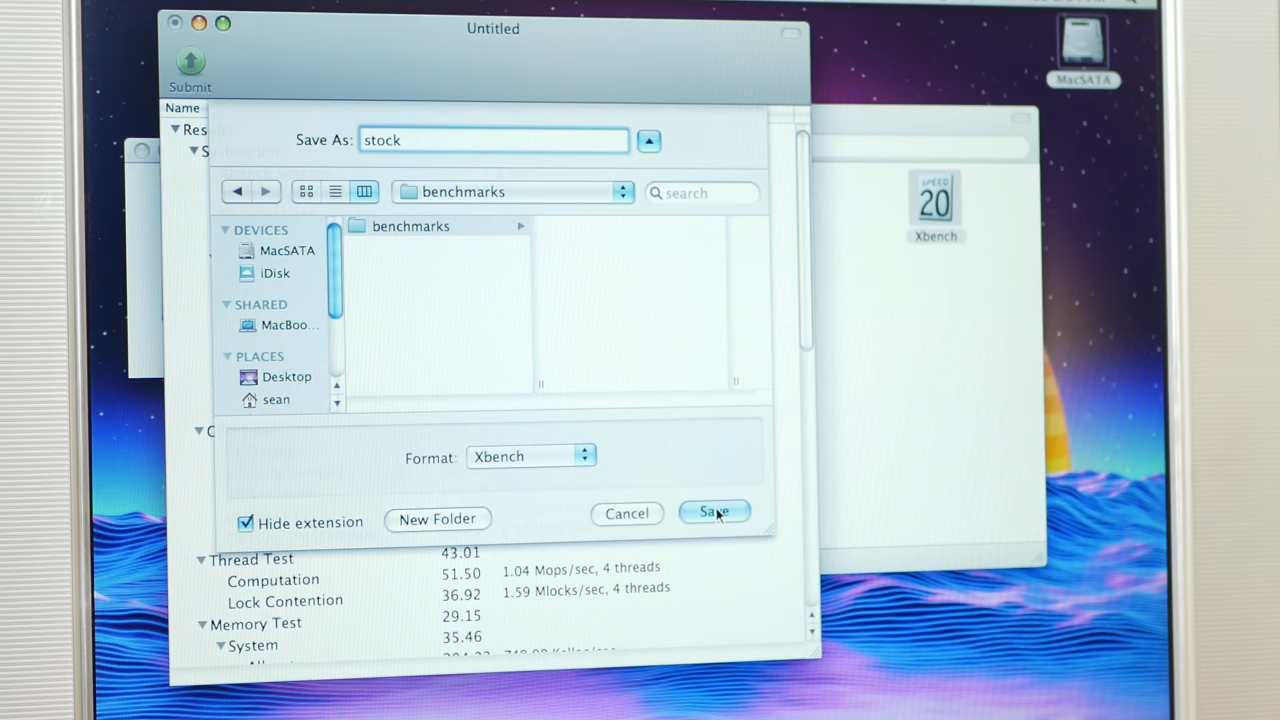 Untitled
Submit
MacSATA
Name
Res
Save As: stock
S
benchmarks
search
SPEED
20
Xbench
DEVICES
benchmarks
MacSATA
iDisk
SHARED
MacBoo...
PLACES
Desktop
sean
C
Format: Xbench
Hide extension
New Folder
Cancel
Save
Thread Test 43.01
Computation 51.50 1.04 Mops/sec, 4 threads
Lock Contention 36.92 1.59 Mlocks/sec, 4 threads
Memory Test 29.15
System 35.46